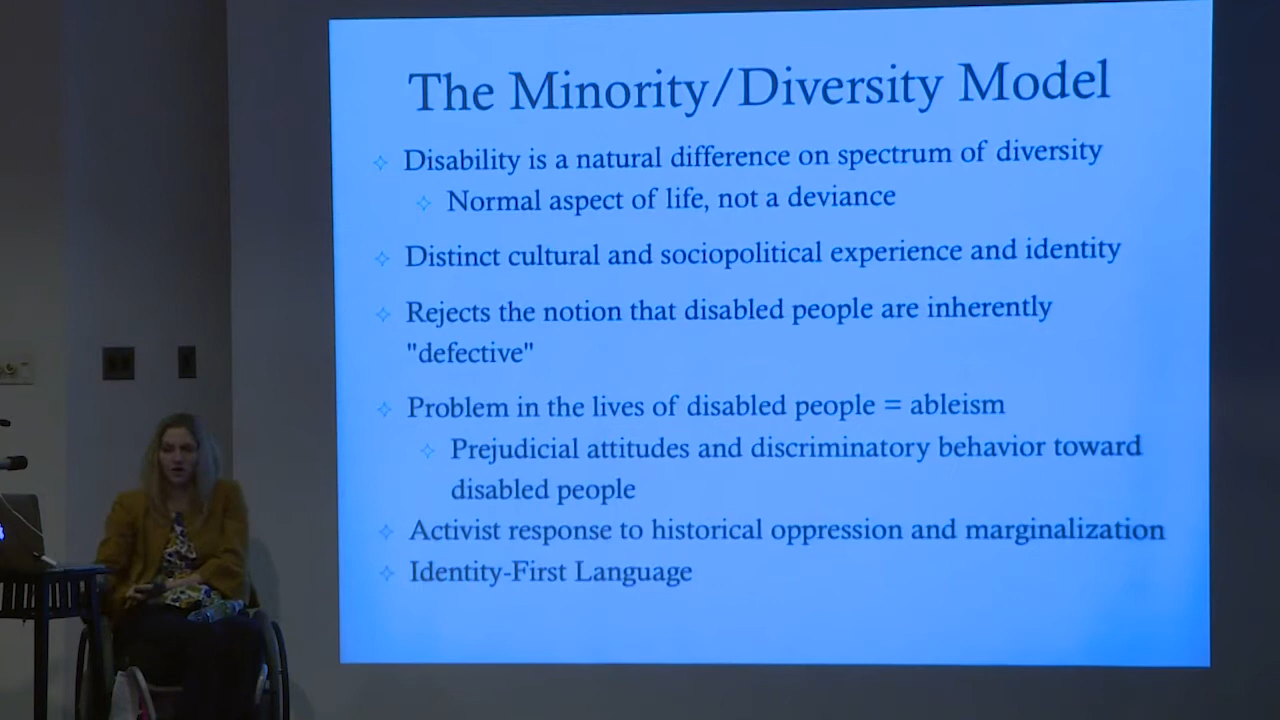 The Minority/Diversity Model
Disability is a natural difference on spectrum of diversity
Normal aspect of life, not a deviance
Distinct cultural and sociopolitical experience and identity
Rejects the notion that disabled people are inherently
"defective"
Problem in the lives of disabled people = ableism
Prejudicial attitudes and discriminatory behavior toward
disabled people
Activist response to historical oppression and marginalization
Identity-First Language